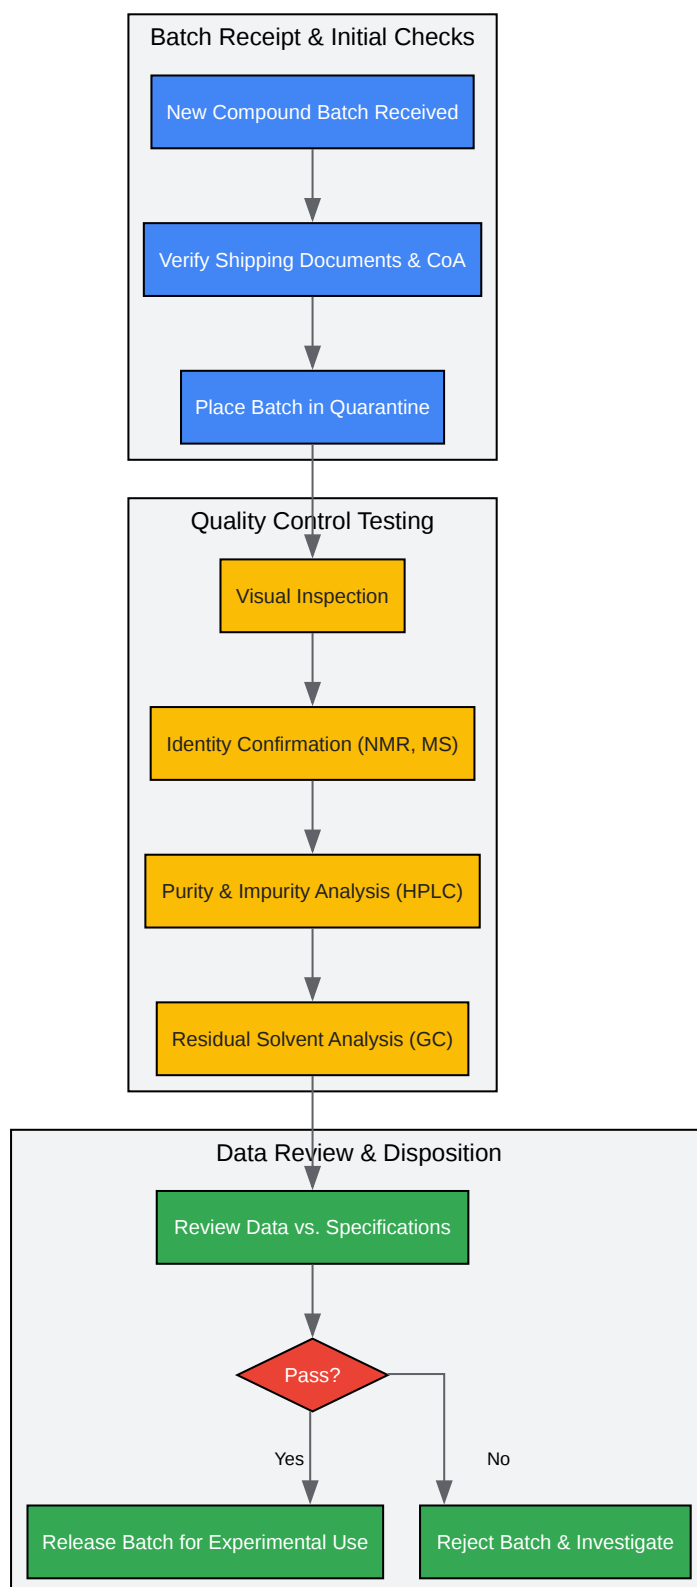 Batch Receipt & Initial Checks
New Compound Batch Received
Verify Shipping Documents & CoA
Place Batch in Quarantine
Quality Control Testing
Visual Inspection
Identity Confirmation (NMR, MS)
Purity & Impurity Analysis (HPLC)
Residual Solvent Analysis (GC)
Data Review & Disposition
Review Data vs. Specifications
Pass?
Yes
No
Release Batch for Experimental Use
Reject Batch & Investigate